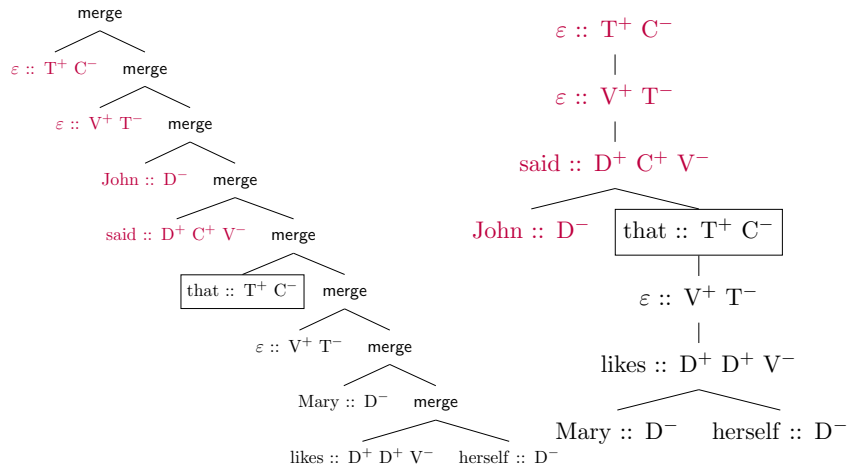 merge
ε :: T⁺ C⁻
merge
ε :: V⁺ T⁻
merge
John :: D⁻
merge
said :: D⁺ C⁺ V⁻
merge
that :: T⁺ C⁻
merge
ε :: V⁺ T⁻
merge
Mary :: D⁻
merge
likes :: D⁺ D⁺ V⁻
herself :: D⁻
ε :: T⁺ C⁻
ε :: V⁺ T⁻
said :: D⁺ C⁺ V⁻
John :: D⁻
that :: T⁺ C⁻
ε :: V⁺ T⁻
likes :: D⁺ D⁺ V⁻
Mary :: D⁻
herself :: D⁻